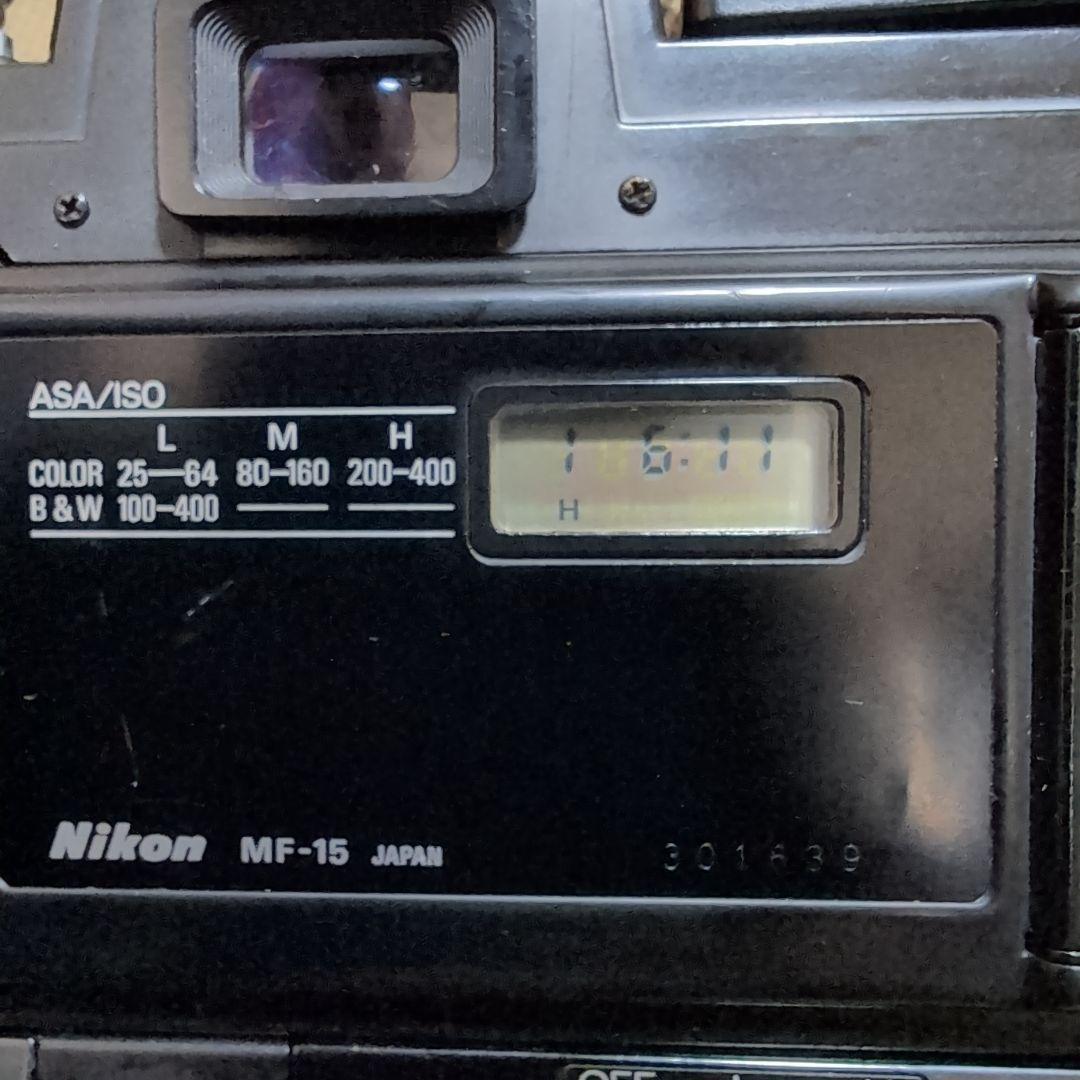 ASA/ISO
L M H
COLOR 25—64 80-160 200-400
B & W 100-400 — —
1 6:11
H
Nikon MF-15 JAPAN
301639
OFF